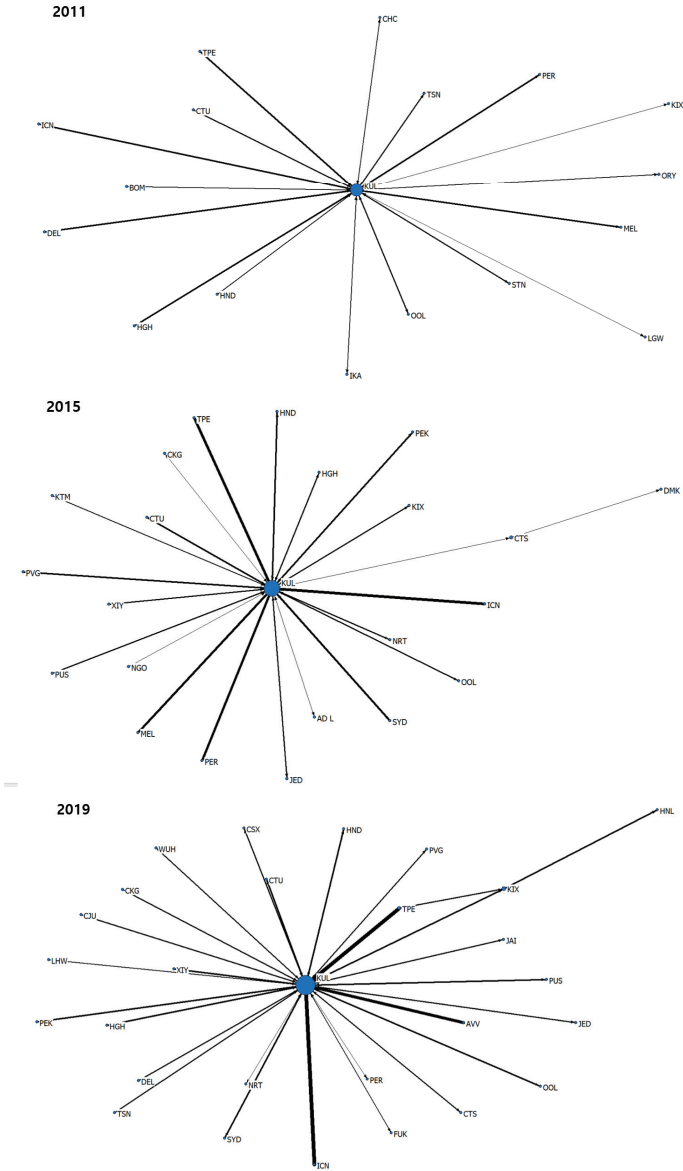 2011
CHC
TPE
PER
TSN
KIX
CTU
ICN
ORY
BOM
KUL
DEL
MEL
STN
HND
OOL
HGH
LGW
IKA
2015
HND
TPE
PEK
CKG
HGH
DMK
KTM
KIX
CTU
CTS
PVG
KUL
XIY
ICN
NRT
NGO
PUS
OOL
AD L
SYD
MEL
PER
JED
2019
HNL
CSX
HND
WUH
PVG
CTU
CKG
KIX
TPE
CJU
JAI
LHW
XIY
KUL
PUS
PEK
HGH
AVV
JED
DEL
PER
NRT
OOL
TSN
CTS
FUK
SYD
ICN